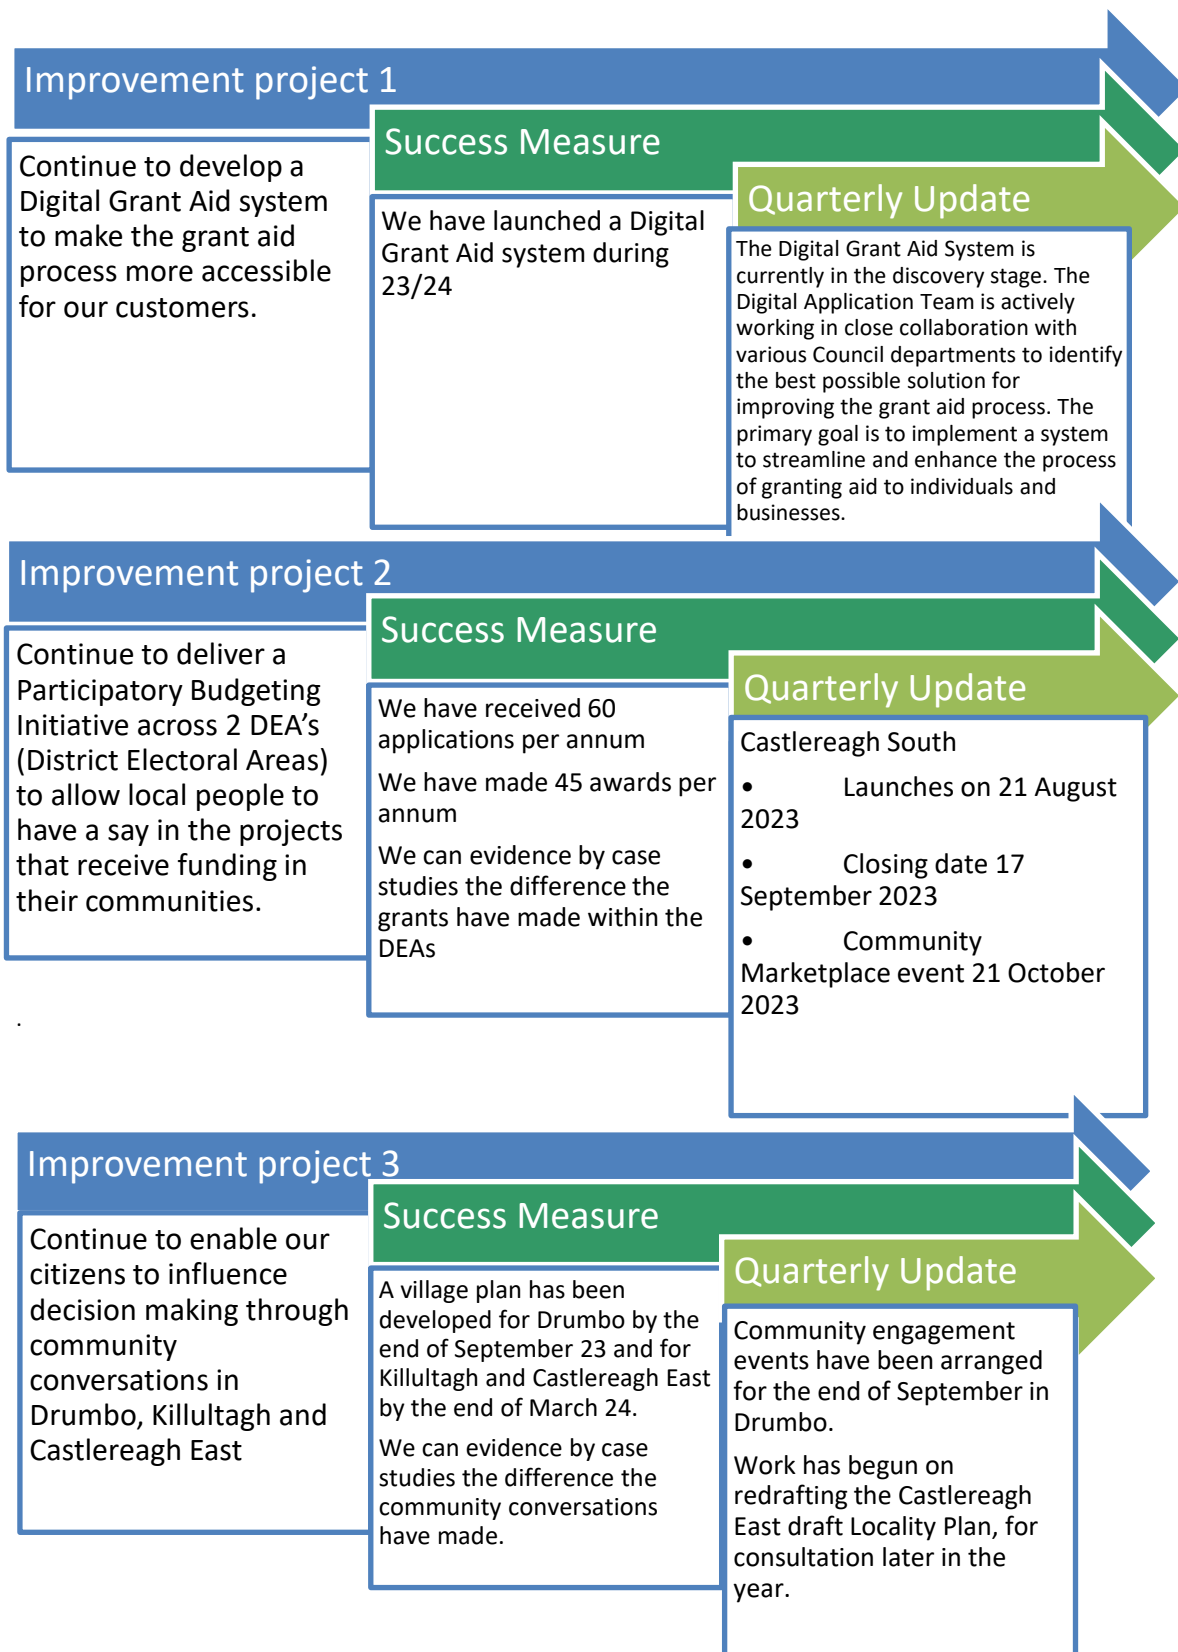 Improvement project 1
Continue to develop a
Digital Grant Aid system
to make the grant aid
process more accessible
for our customers.
Success Measure
We have launched a Digital
Grant Aid system during
23/24
Quarterly Update
The Digital Grant Aid System is
currently in the discovery stage. The
Digital Application Team is actively
working in close collaboration with
various Council departments to identify
the best possible solution for
improving the grant aid process. The
primary goal is to implement a system
to streamline and enhance the process
of granting aid to individuals and
businesses.
Improvement project 2
Continue to deliver a
Participatory Budgeting
Initiative across 2 DEA’s
(District Electoral Areas)
to allow local people to
have a say in the projects
that receive funding in
their communities.
.
Success Measure
We have received 60
applications per annum
We have made 45 awards per
annum
We can evidence by case
studies the difference the
grants have made within the
DEAs
Quarterly Update
Castlereagh South
• Launches on 21 August
2023
• Closing date 17
September 2023
• Community
Marketplace event 21 October
2023
Improvement project 3
Continue to enable our
citizens to influence
decision making through
community
conversations in
Drumbo, Killultagh and
Castlereagh East
Success Measure
A village plan has been
developed for Drumbo by the
end of September 23 and for
Killultagh and Castlereagh East
by the end of March 24.
We can evidence by case
studies the difference the
community conversations
have made.
Quarterly Update
Community engagement
events have been arranged
for the end of September in
Drumbo.
Work has begun on
redrafting the Castlereagh
East draft Locality Plan, for
consultation later in the
year.